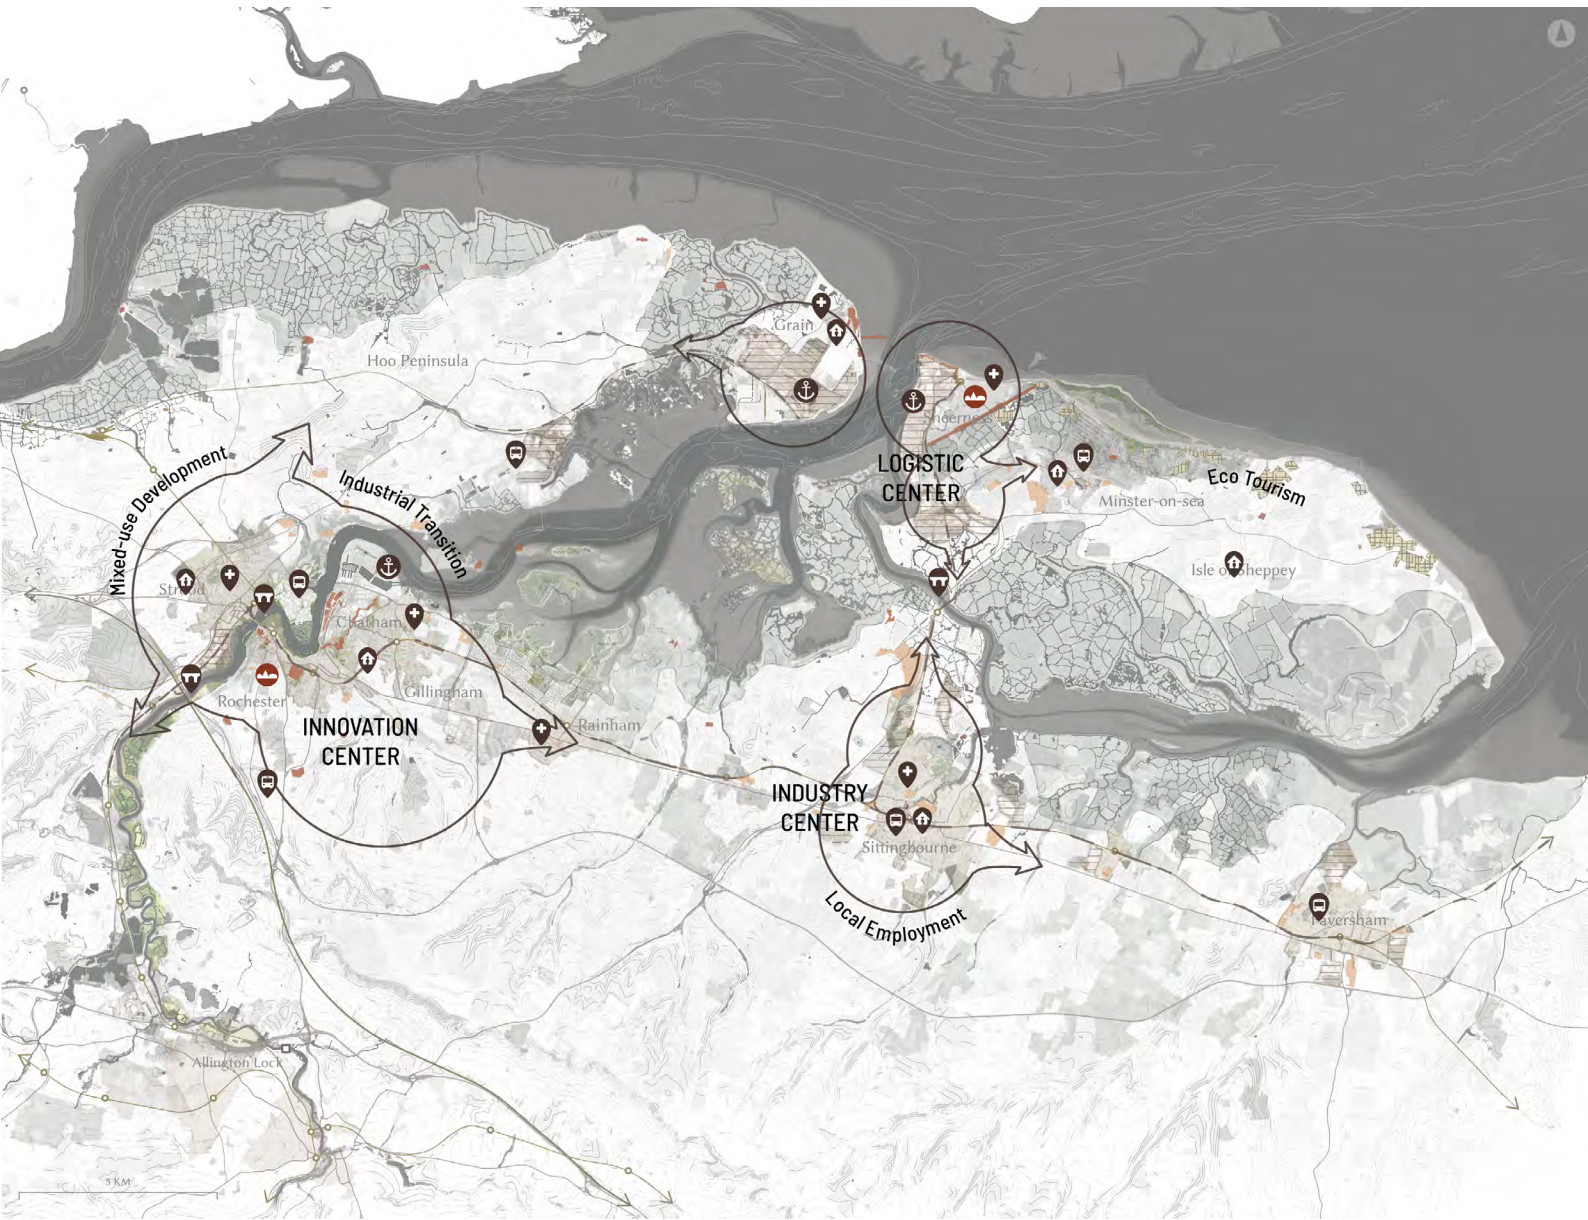 Grain
Hoo Peninsula
Sheerness
LOGISTIC
CENTER
Eco Tourism
Minster-on-sea
Mixed-use Development
Industrial Transition
Isle of Sheppey
Strood
Chatham
Gillingham
Rochester
Rainham
INNOVATION
CENTER
INDUSTRY
CENTER
Sittingbourne
Local Employment
Faversham
Allington Lock
5 KM